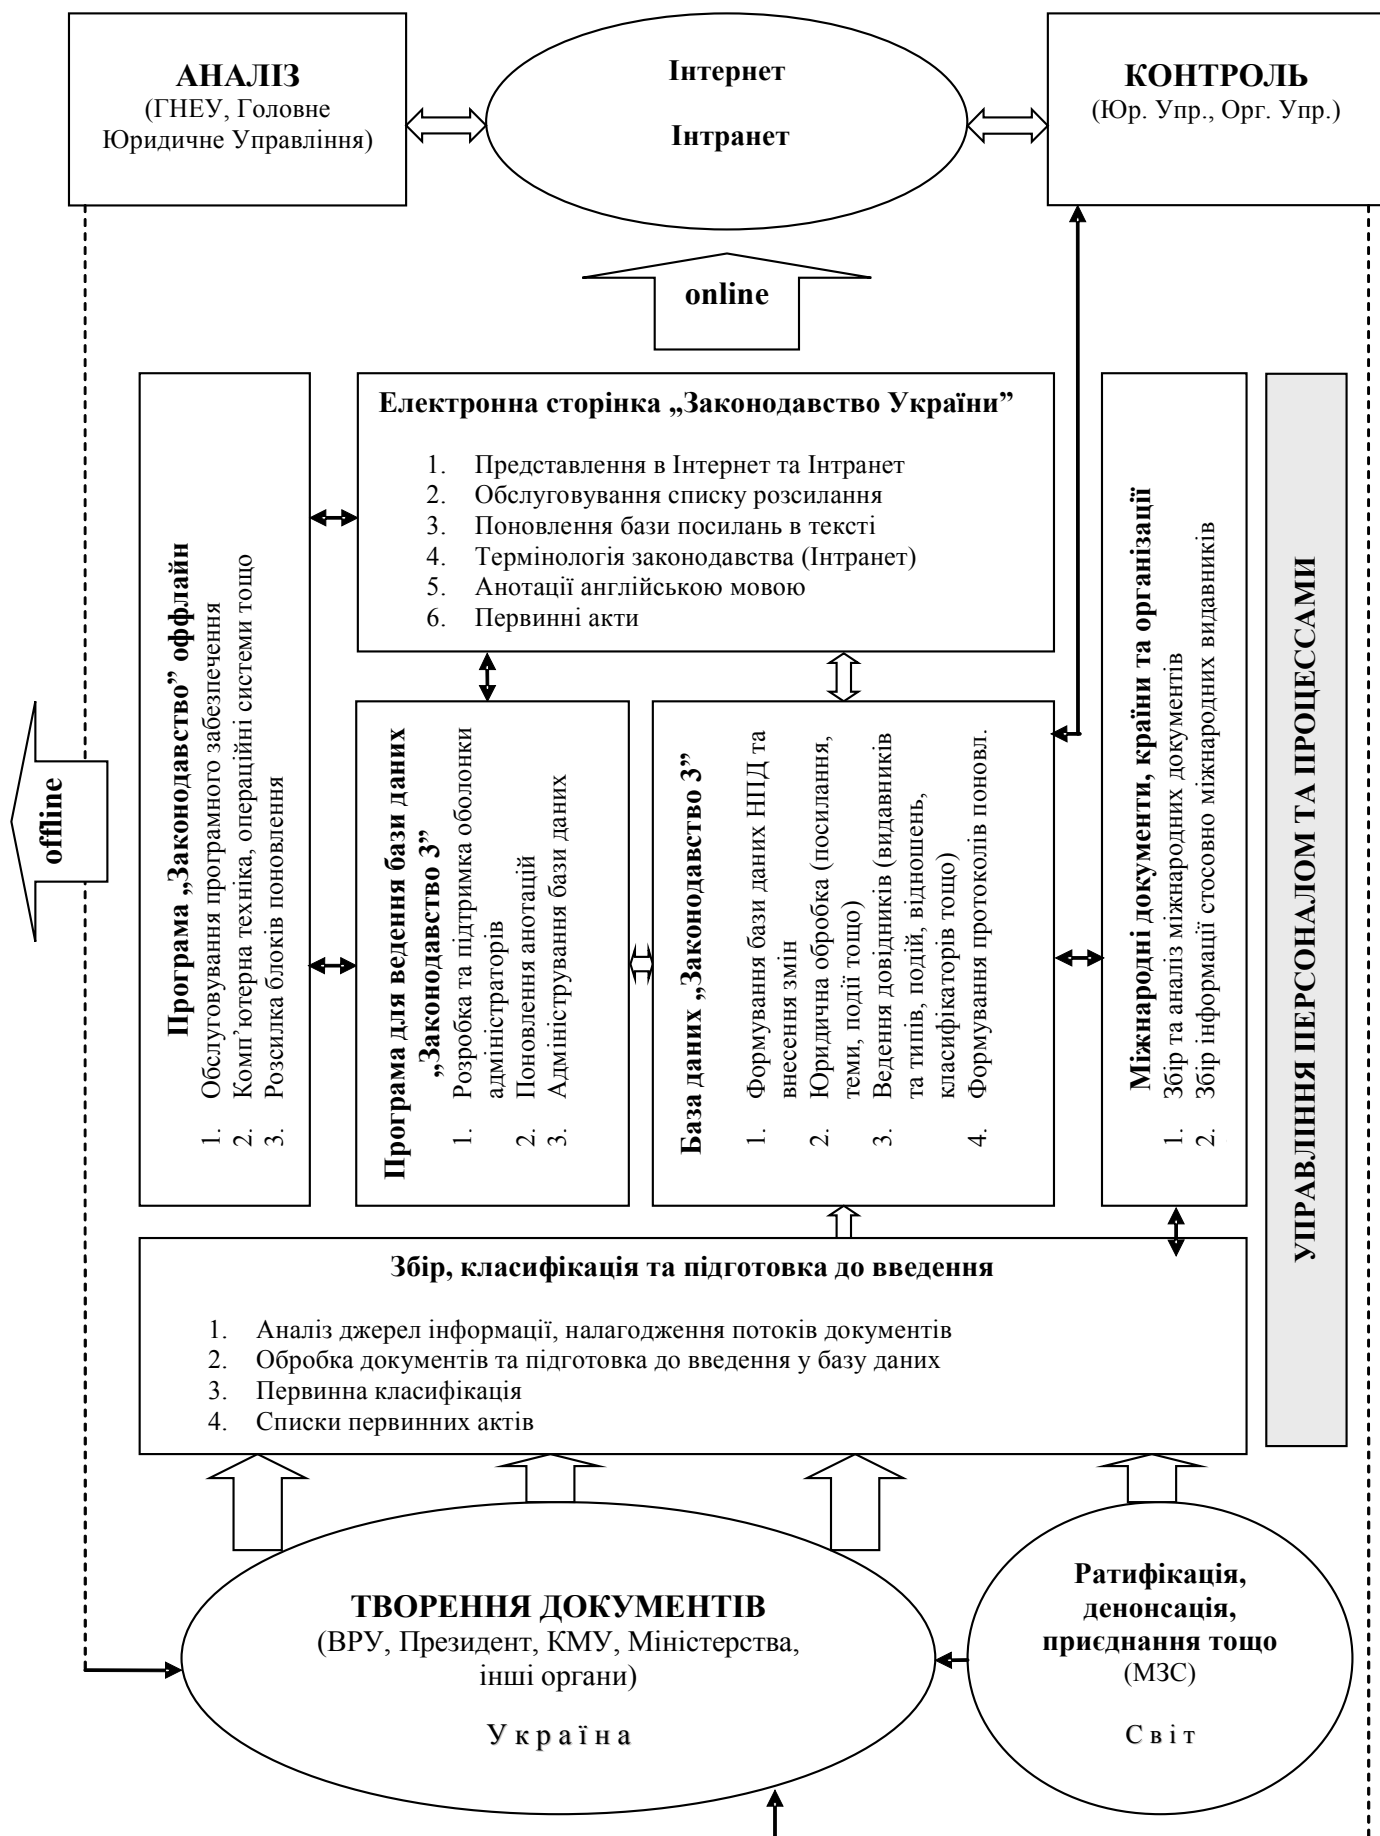 АНАЛІЗ
(ГНЕУ, Головне
Юридичне Управління)
Інтернет
Інтранет
КОНТРОЛЬ
(Юр. Упр., Орг. Упр.)
online
Електронна сторінка „Законодавство України”
1. Представлення в Інтернет та Інтранет
2. Обслуговування списку розсилання
3. Поновлення бази посилань в тексті
4. Термінологія законодавства (Інтранет)
5. Анотації англійською мовою
6. Первинні акти
offline
Програма „Законодавство” оффлайн
1. Обслуговування програмного забезпечення
2. Комп’ютерна техніка, операційні системи тощо
3. Розсилка блоків поновлення
Програма для ведення бази даних
„Законодавство 3”
1. Розробка та підтримка оболонки
адміністраторів
2. Поновлення анотацій
3. Адміністрування бази даних
База даних „Законодавство 3”
1. Формування бази даних НПД та
внесення змін
2. Юридична обробка (посилання,
теми, події тощо)
3. Ведення довідників (видавників
та типів, подій, відношень,
класифікаторів тощо)
4. Формування протоколів поновл.
Міжнародні документи, країни та організації
1. Збір та аналіз міжнародних документів
2. Збір інформації стосовно міжнародних видавників
УПРАВЛІННЯ ПЕРСОНАЛОМ ТА ПРОЦЕССАМИ
Збір, класифікація та підготовка до введення
1. Аналіз джерел інформації, налагодження потоків документів
2. Обробка документів та підготовка до введення у базу даних
3. Первинна класифікація
4. Списки первинних актів
ТВОРЕННЯ ДОКУМЕНТІВ
(ВРУ, Президент, КМУ, Міністерства,
інші органи)
Україна
Ратифікація,
денонсація,
приєднання тощо
(МЗС)
Світ